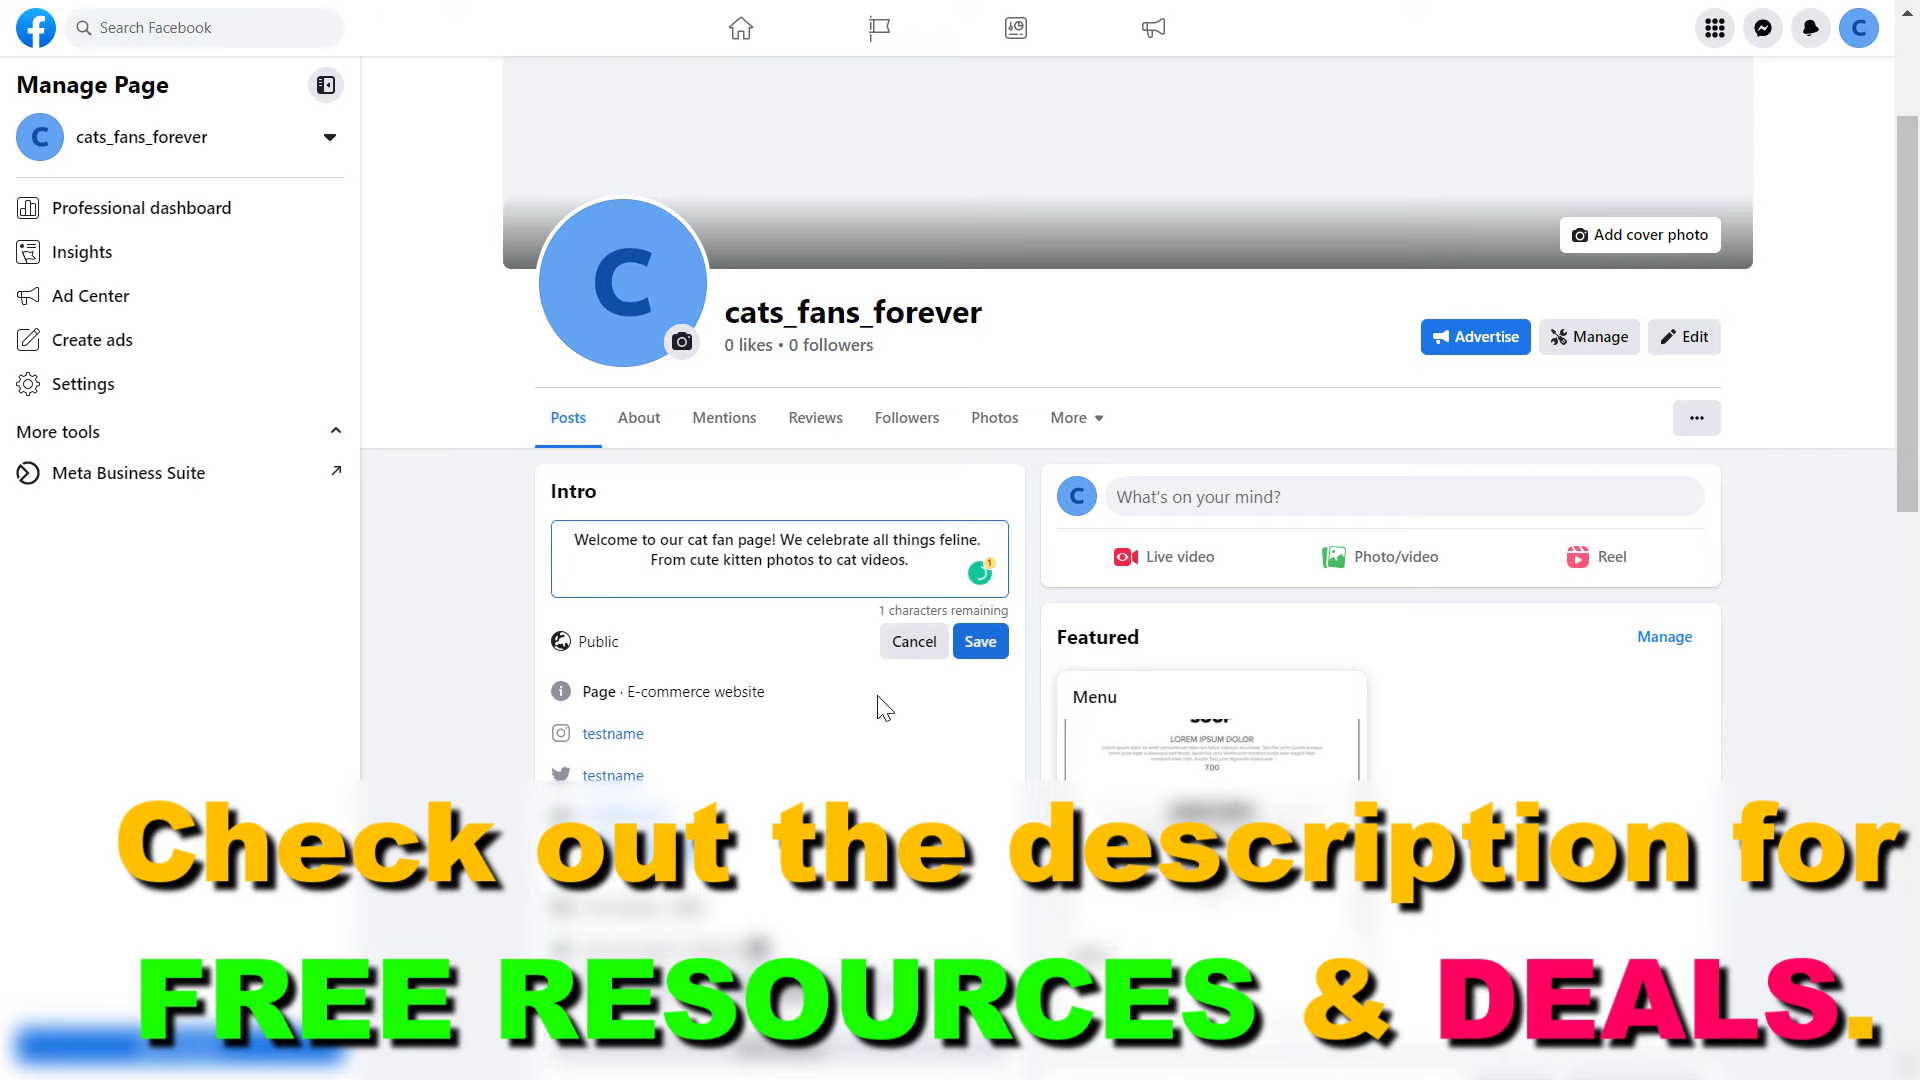 Search Facebook
C
Manage Page
C
cats_fans_forever
Professional dashboard
Insights
Ad Center
Create ads
Settings
More tools
Meta Business Suite
Add cover photo
C
cats_fans_forever
0 likes • 0 followers
Advertise
Manage
Edit
Posts
About
Mentions
Reviews
Followers
Photos
More
Intro
Welcome to our cat fan page! We celebrate all things feline.
From cute kitten photos to cat videos.
1
1 characters remaining
Public
Cancel
Save
Page · E-commerce website
testname
testname
C
What's on your mind?
Live video
Photo/video
Reel
Featured
Manage
Menu
LOREM IPSUM DOLOR
7.00
Check out the description for
FREE RESOURCES & DEALS.